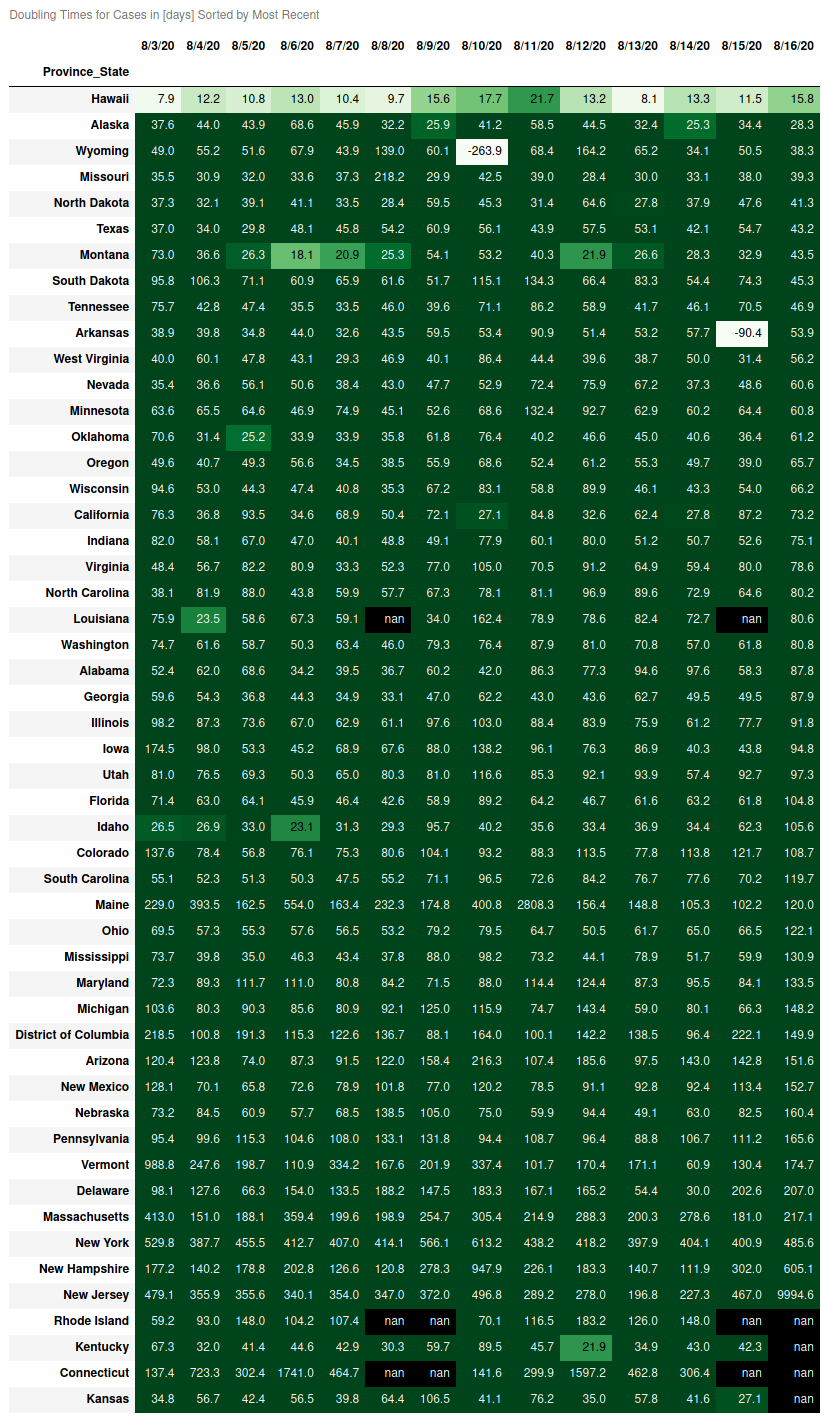 Doubling Times for Cases in [days] Sorted by Most Recent
8/3/20 8/4/20 8/5/20 8/6/20 8/7/20 8/8/20 8/9/20 8/10/20 8/11/20 8/12/20 8/13/20 8/14/20 8/15/20 8/16/20
Province_State
Hawaii 7.9 12.2 10.8 13.0 10.4 9.7 15.6 17.7 21.7 13.2 8.1 13.3 11.5 15.8
Alaska 37.6 44.0 43.9 68.6 45.9 32.2 25.9 41.2 58.5 44.5 32.4 25.3 34.4 28.3
Wyoming 49.0 55.2 51.6 67.9 43.9 139.0 60.1 -263.9 68.4 164.2 65.2 34.1 50.5 38.3
Missouri 35.5 30.9 32.0 33.6 37.3 218.2 29.9 42.5 39.0 28.4 30.0 33.1 38.0 39.3
North Dakota 37.3 32.1 39.1 41.1 33.5 28.4 59.5 45.3 31.4 64.6 27.8 37.9 47.6 41.3
Texas 37.0 34.0 29.8 48.1 45.8 54.2 60.9 56.1 43.9 57.5 53.1 42.1 54.7 43.2
Montana 73.0 36.6 26.3 18.1 20.9 25.3 54.1 53.2 40.3 21.9 26.6 28.3 32.9 43.5
South Dakota 95.8 106.3 71.1 60.9 65.9 61.6 51.7 115.1 134.3 66.4 83.3 54.4 74.3 45.3
Tennessee 75.7 42.8 47.4 35.5 33.5 46.0 39.6 71.1 86.2 58.9 41.7 46.1 70.5 46.9
Arkansas 38.9 39.8 34.8 44.0 32.6 43.5 59.5 53.4 90.9 51.4 53.2 57.7 -90.4 53.9
West Virginia 40.0 60.1 47.8 43.1 29.3 46.9 40.1 86.4 44.4 39.6 38.7 50.0 31.4 56.2
Nevada 35.4 36.6 56.1 50.6 38.4 43.0 47.7 52.9 72.4 75.9 67.2 37.3 48.6 60.6
Minnesota 63.6 65.5 64.6 46.9 74.9 45.1 52.6 68.6 132.4 92.7 62.9 60.2 64.4 60.8
Oklahoma 70.6 31.4 25.2 33.9 33.9 35.8 61.8 76.4 40.2 46.6 45.0 40.6 36.4 61.2
Oregon 49.6 40.7 49.3 56.6 34.5 38.5 55.9 68.6 52.4 61.2 55.3 49.7 39.0 65.7
Wisconsin 94.6 53.0 44.3 47.4 40.8 35.3 67.2 83.1 58.8 89.9 46.1 43.3 54.0 66.2
California 76.3 36.8 93.5 34.6 68.9 50.4 72.1 27.1 84.8 32.6 62.4 27.8 87.2 73.2
Indiana 82.0 58.1 67.0 47.0 40.1 48.8 49.1 77.9 60.1 80.0 51.2 50.7 52.6 75.1
Virginia 48.4 56.7 82.2 80.9 33.3 52.3 77.0 105.0 70.5 91.2 64.9 59.4 80.0 78.6
North Carolina 38.1 81.9 88.0 43.8 59.9 57.7 67.3 78.1 81.1 96.9 89.6 72.9 64.6 80.2
Louisiana 75.9 23.5 58.6 67.3 59.1 nan 34.0 162.4 78.9 78.6 82.4 72.7 nan 80.6
Washington 74.7 61.6 58.7 50.3 63.4 46.0 79.3 76.4 87.9 81.0 70.8 57.0 61.8 80.8
Alabama 52.4 62.0 68.6 34.2 39.5 36.7 60.2 42.0 86.3 77.3 94.6 97.6 58.3 87.8
Georgia 59.6 54.3 36.8 44.3 34.9 33.1 47.0 62.2 43.0 43.6 62.7 49.5 49.5 87.9
Illinois 98.2 87.3 73.6 67.0 62.9 61.1 97.6 103.0 88.4 83.9 75.9 61.2 77.7 91.8
Iowa 174.5 98.0 53.3 45.2 68.9 67.6 88.0 138.2 96.1 76.3 86.9 40.3 43.8 94.8
Utah 81.0 76.5 69.3 50.3 65.0 80.3 81.0 116.6 85.3 92.1 93.9 57.4 92.7 97.3
Florida 71.4 63.0 64.1 45.9 46.4 42.6 58.9 89.2 64.2 46.7 61.6 63.2 61.8 104.8
Idaho 26.5 26.9 33.0 23.1 31.3 29.3 95.7 40.2 35.6 33.4 36.9 34.4 62.3 105.6
Colorado 137.6 78.4 56.8 76.1 75.3 80.6 104.1 93.2 88.3 113.5 77.8 113.8 121.7 108.7
South Carolina 55.1 52.3 51.3 50.3 47.5 55.2 71.1 96.5 72.6 84.2 76.7 77.6 70.2 119.7
Maine 229.0 393.5 162.5 554.0 163.4 232.3 174.8 400.8 2808.3 156.4 148.8 105.3 102.2 120.0
Ohio 69.5 57.3 55.3 57.6 56.5 53.2 79.2 79.5 64.7 50.5 61.7 65.0 66.5 122.1
Mississippi 73.7 39.8 35.0 46.3 43.4 37.8 88.0 98.2 73.2 44.1 78.9 51.7 59.9 130.9
Maryland 72.3 89.3 111.7 111.0 80.8 84.2 71.5 88.0 114.4 124.4 87.3 95.5 84.1 133.5
Michigan 103.6 80.3 90.3 85.6 80.9 92.1 125.0 115.9 74.7 143.4 59.0 80.1 66.3 148.2
District of Columbia 218.5 100.8 191.3 115.3 122.6 136.7 88.1 164.0 100.1 142.2 138.5 96.4 222.1 149.9
Arizona 120.4 123.8 74.0 87.3 91.5 122.0 158.4 216.3 107.4 185.6 97.5 143.0 142.8 151.6
New Mexico 128.1 70.1 65.8 72.6 78.9 101.8 77.0 120.2 78.5 91.1 92.8 92.4 113.4 152.7
Nebraska 73.2 84.5 60.9 57.7 68.5 138.5 105.0 75.0 59.9 94.4 49.1 63.0 82.5 160.4
Pennsylvania 95.4 99.6 115.3 104.6 108.0 133.1 131.8 94.4 108.7 96.4 88.8 106.7 111.2 165.6
Vermont 988.8 247.6 198.7 110.9 334.2 167.6 201.9 337.4 101.7 170.4 171.1 60.9 130.4 174.7
Delaware 98.1 127.6 66.3 154.0 133.5 188.2 147.5 183.3 167.1 165.2 54.4 30.0 202.6 207.0
Massachusetts 413.0 151.0 188.1 359.4 199.6 198.9 254.7 305.4 214.9 288.3 200.3 278.6 181.0 217.1
New York 529.8 387.7 455.5 412.7 407.0 414.1 566.1 613.2 438.2 418.2 397.9 404.1 400.9 485.6
New Hampshire 177.2 140.2 178.8 202.8 126.6 120.8 278.3 947.9 226.1 183.3 140.7 111.9 302.0 605.1
New Jersey 479.1 355.9 355.6 340.1 354.0 347.0 372.0 496.8 289.2 278.0 196.8 227.3 467.0 9994.6
Rhode Island 59.2 93.0 148.0 104.2 107.4 nan nan 70.1 116.5 183.2 126.0 148.0 nan nan
Kentucky 67.3 32.0 41.4 44.6 42.9 30.3 59.7 89.5 45.7 21.9 34.9 43.0 42.3 nan
Connecticut 137.4 723.3 302.4 1741.0 464.7 nan nan 141.6 299.9 1597.2 462.8 306.4 nan nan
Kansas 34.8 56.7 42.4 56.5 39.8 64.4 106.5 41.1 76.2 35.0 57.8 41.6 27.1 nan